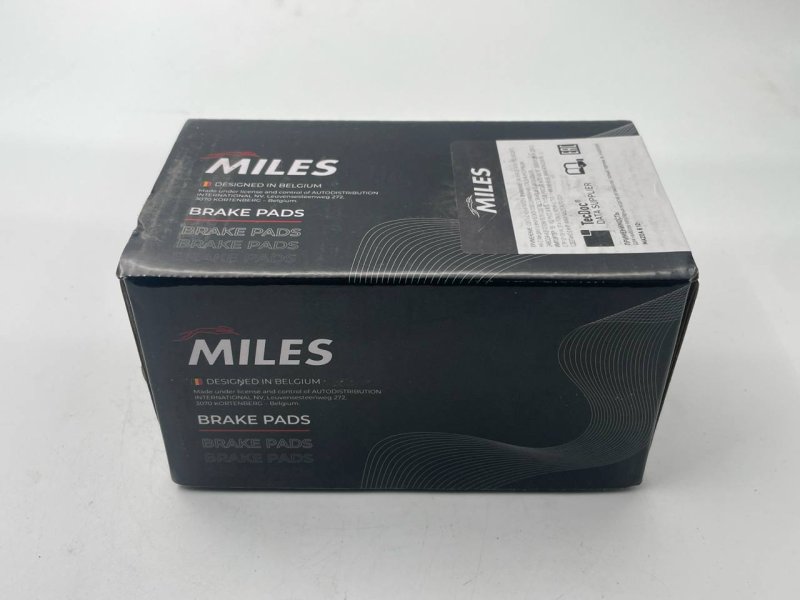 MILES
DESIGNED IN BELGIUM
Made under license and control of AUTODISTRIBUTION
INTERNATIONAL NV, Leuvensesteenweg 272,
3070 KORTENBERG - Belgium
BRAKE PADS
BRAKE PADS
BRAKE PADS
BRAKE PADS
MILES
TecDoc
DATA SUPPLIER
EAC
ПРИМЕНИМОСТЬ
MILES
DESIGNED IN BELGIUM
Made under license and control of AUTODISTRIBUTION
INTERNATIONAL NV, Leuvensesteenweg 272,
3070 KORTENBERG - Belgium
BRAKE PADS
BRAKE PADS
BRAKE PADS